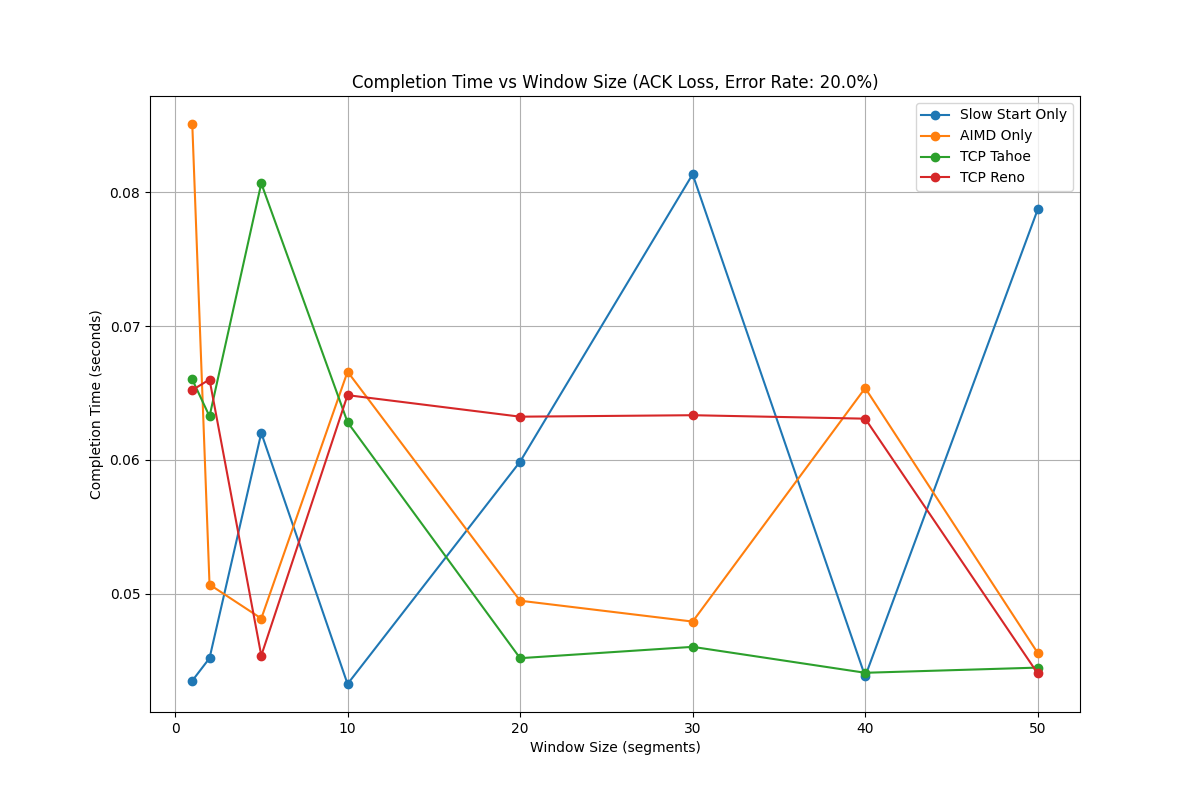 Completion Time vs Window Size (ACK Loss, Error Rate: 20.0%)
Slow Start Only
AIMD Only
TCP Tahoe
TCP Reno
Completion Time (seconds)
0.08
0.07
0.06
0.05
0 10 20 30 40 50
Window Size (segments)